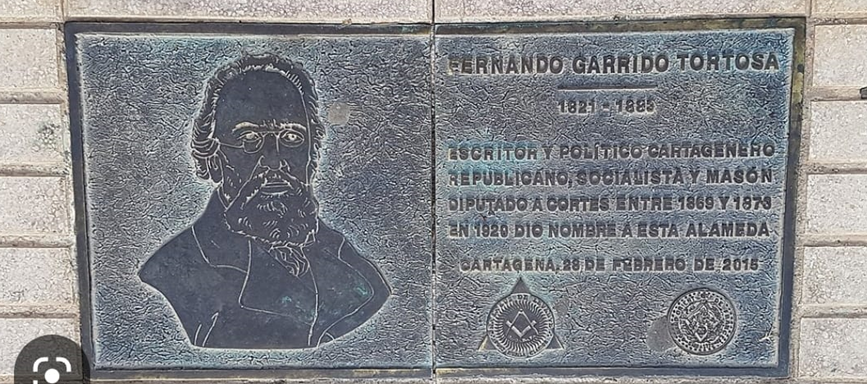 FERNANDO GARRIDO TORTOSA
1821 - 1883
ESCRITOR Y POLÍTICO CARTAGENERO
REPUBLICANO, SOCIALISTA Y MASÓN
DIPUTADO A CORTES ENTRE 1869 Y 1873
EN 1920 DIO NOMBRE A ESTA ALAMEDA.
CARTAGENA, 28 DE FEBRERO DE 2015